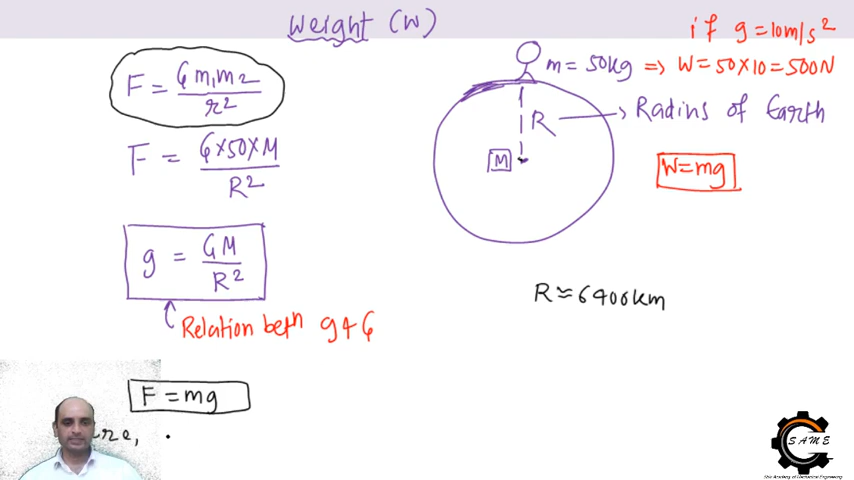 Weight (W)
if g = 10m/s²
F = G m₁m₂ / r²
m = 50kg ⇒ W = 50×10 = 500N
R → Radius of Earth
F = G×50×M / R²
M
W = mg
g = GM / R²
R ≈ 6400km
Relation betn g & G
F = mg
SAME